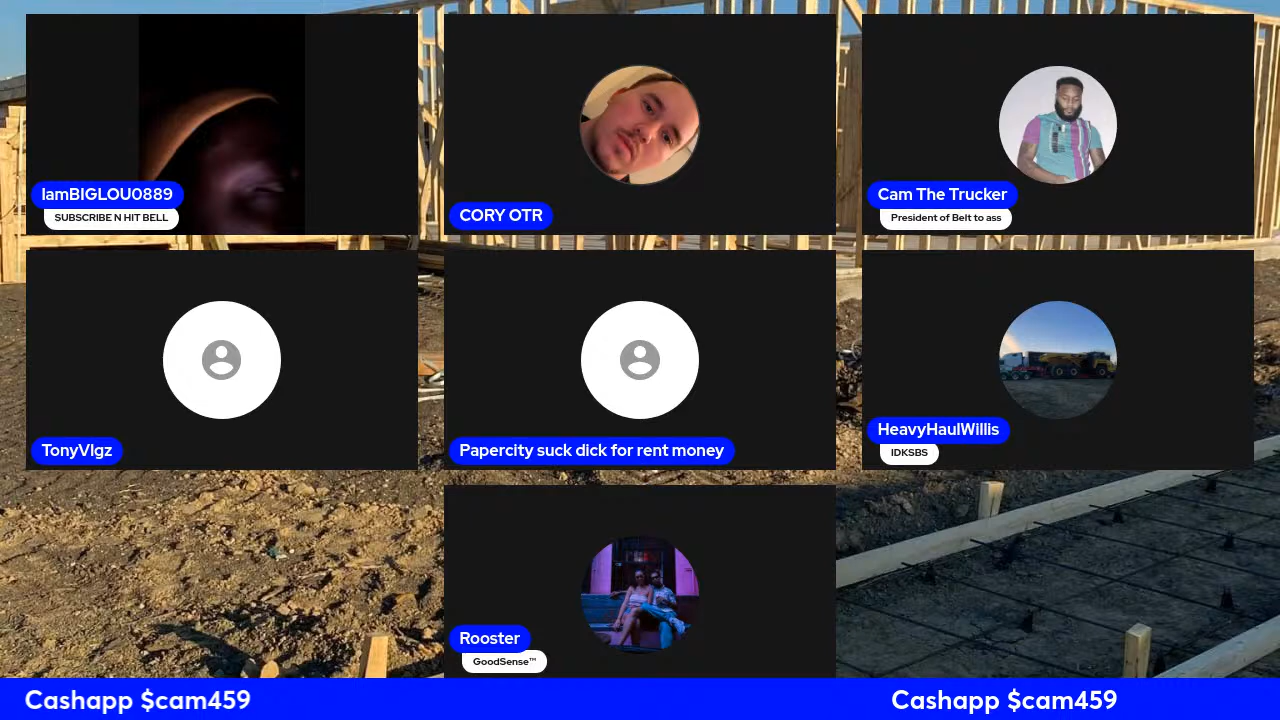 IamBIGLOU0889
SUBSCRIBE N HIT BELL
CORY OTR
Cam The Trucker
President of Belt to ass
TonyVlgz
Papercity suck dick for rent money
HeavyHaulWillis
IDKSBS
Rooster
GoodSense™
Cashapp $cam459
Cashapp $cam459